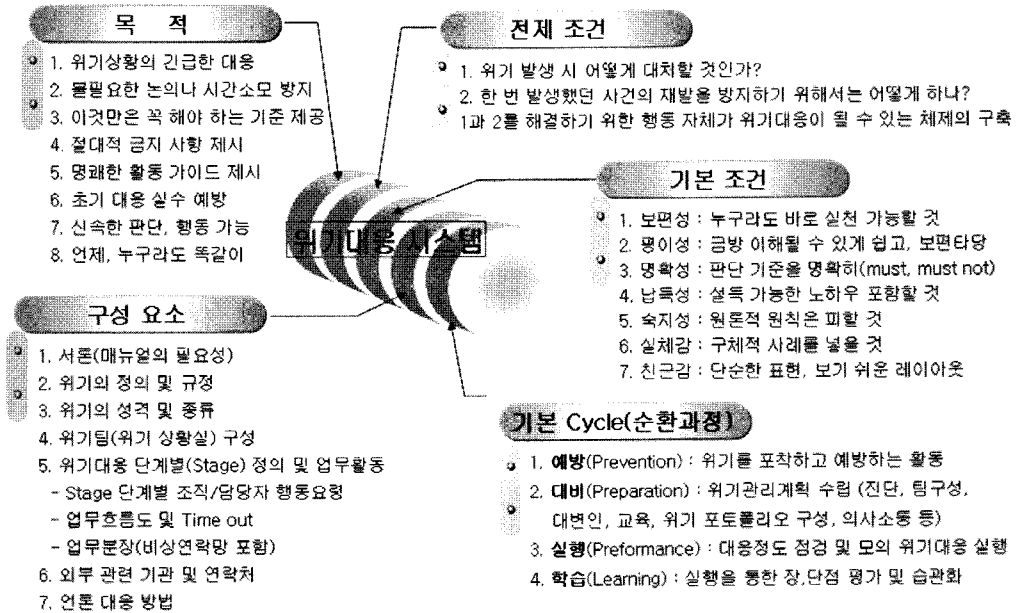 목 적
1. 위기상황의 긴급한 대응
2. 불필요한 논의나 시간소모 방지
3. 이것만은 꼭 해야 하는 기준 제공
4. 절대적 금지 사항 제시
5. 명쾌한 활동 가이드 제시
6. 초기 대응 실수 예방
7. 신속한 판단, 행동 가능
8. 언제, 누구라도 똑같이
전제 조건
1. 위기 발생 시 어떻게 대처할 것인가?
2. 한 번 발생했던 사건의 재발을 방지하기 위해서는 어떻게 하나?
1과 2를 해결하기 위한 행동 자체가 위기대응이 될 수 있는 체제의 구축
위기대응 시스템
기본 조건
1. 보편성 : 누구라도 바로 실천 가능할 것
2. 평이성 : 금방 이해될 수 있게 쉽고, 보편타당
3. 명확성 : 판단 기준을 명확히(must, must not)
4. 납득성 : 설득 가능한 노하우 포함할 것
5. 숙지성 : 원론적 원칙은 피할 것
6. 실체감 : 구체적 사례를 넣을 것
7. 친근감 : 단순한 표현, 보기 쉬운 레이아웃
구성 요소
1. 서론(매뉴얼의 필요성)
2. 위기의 정의 및 규정
3. 위기의 성격 및 종류
4. 위기팀(위기 상황실) 구성
5. 위기대응 단계별(Stage) 정의 및 업무활동
- Stage 단계별 조직/담당자 행동요령
- 업무흐름도 및 Time out
- 업무분장(비상연락망 포함)
6. 외부 관련 기관 및 연락처
7. 언론 대응 방법
기본 Cycle(순환과정)
1. 예방(Prevention) : 위기를 포착하고 예방하는 활동
2. 대비(Preparation) : 위기관리계획 수립 (진단, 팀구성,
대변인, 교육, 위기 포토폴리오 구성, 의사소통 등)
3. 실행(Preformance) : 대응정도 점검 및 모의 위기대응 실행
4. 학습(Learning) : 실행을 통한 장,단점 평가 및 습관화